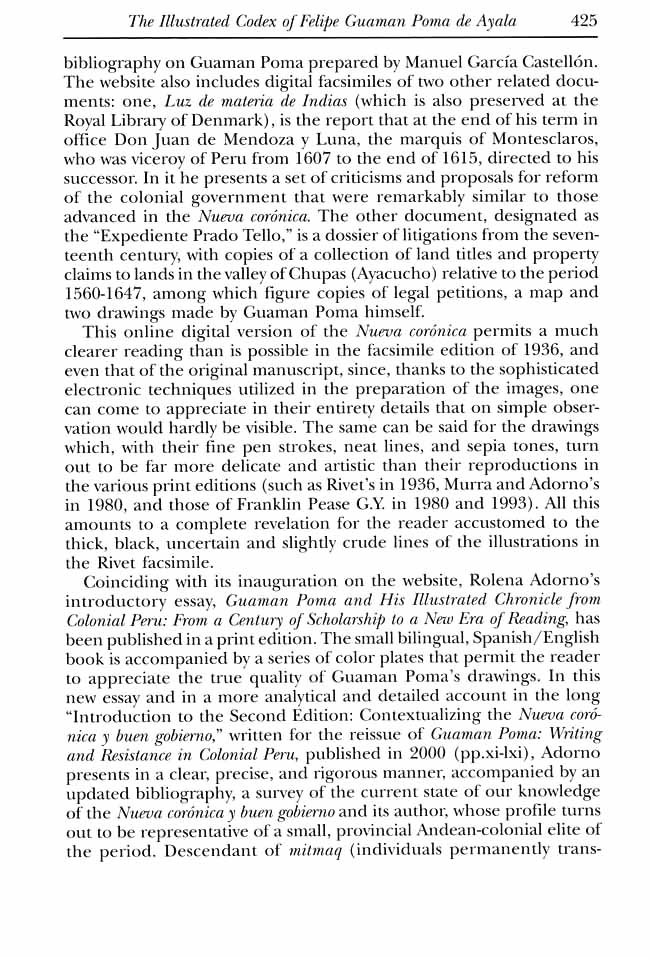 The Illustrated Codex of Felipe Guaman Poma de Ayala 425
bibliography on Guaman Poma prepared by Manuel García Castellón.
The website also includes digital facsimiles of two other related docu-
ments: one, Luz de materia de Indias (which is also preserved at the
Royal Library of Denmark), is the report that at the end of his term in
office Don Juan de Mendoza y Luna, the marquis of Montesclaros,
who was viceroy of Peru from 1607 to the end of 1615, directed to his
successor. In it he presents a set of criticisms and proposals for reform
of the colonial government that were remarkably similar to those
advanced in the Nueva corónica. The other document, designated as
the “Expediente Prado Tello,” is a dossier of litigations from the seven-
teenth century, with copies of a collection of land titles and property
claims to lands in the valley of Chupas (Ayacucho) relative to the period
1560-1647, among which figure copies of legal petitions, a map and
two drawings made by Guaman Poma himself.
This online digital version of the Nueva corónica permits a much
clearer reading than is possible in the facsimile edition of 1936, and
even that of the original manuscript, since, thanks to the sophisticated
electronic techniques utilized in the preparation of the images, one
can come to appreciate in their entirety details that on simple obser-
vation would hardly be visible. The same can be said for the drawings
which, with their fine pen strokes, neat lines, and sepia tones, turn
out to be far more delicate and artistic than their reproductions in
the various print editions (such as Rivet’s in 1936, Murra and Adorno’s
in 1980, and those of Franklin Pease G.Y. in 1980 and 1993). All this
amounts to a complete revelation for the reader accustomed to the
thick, black, uncertain and slightly crude lines of the illustrations in
the Rivet facsimile.
Coinciding with its inauguration on the website, Rolena Adorno’s
introductory essay, Guaman Poma and His Illustrated Chronicle from
Colonial Peru: From a Century of Scholarship to a New Era of Reading, has
been published in a print edition. The small bilingual, Spanish/English
book is accompanied by a series of color plates that permit the reader
to appreciate the true quality of Guaman Poma’s drawings. In this
new essay and in a more analytical and detailed account in the long
“Introduction to the Second Edition: Contextualizing the Nueva coró-
nica y buen gobierno,” written for the reissue of Guaman Poma: Writing
and Resistance in Colonial Peru, published in 2000 (pp.xi-lxi), Adorno
presents in a clear, precise, and rigorous manner, accompanied by an
updated bibliography, a survey of the current state of our knowledge
of the Nueva corónica y buen gobierno and its author, whose profile turns
out to be representative of a small, provincial Andean-colonial elite of
the period. Descendant of mitmaq (individuals permanently trans-